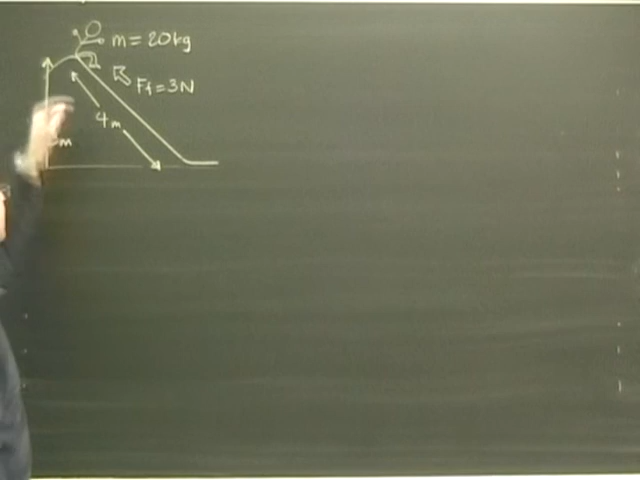 m = 20kg
Ff = 3N
4m
m